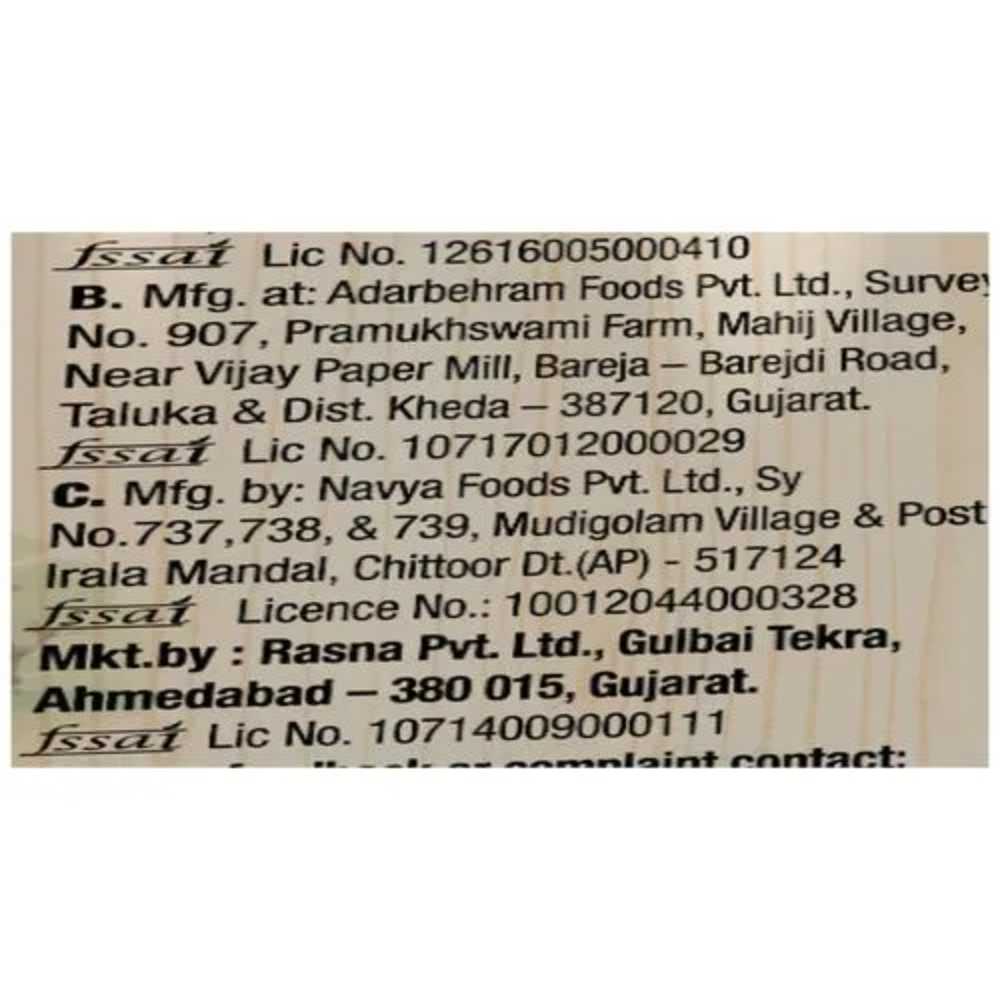 fssai Lic No. 12616005000410
B. Mfg. at: Adarbehram Foods Pvt. Ltd., Survey
No. 907, Pramukhswami Farm, Mahij Village,
Near Vijay Paper Mill, Bareja – Barejdi Road,
Taluka & Dist. Kheda – 387120, Gujarat.
fssai Lic No. 10717012000029
C. Mfg. by: Navya Foods Pvt. Ltd., Sy
No.737,738, & 739, Mudigolam Village & Post
Irala Mandal, Chittoor Dt.(AP) - 517124
fssai Licence No.: 10012044000328
Mkt.by : Rasna Pvt. Ltd., Gulbai Tekra,
Ahmedabad – 380 015, Gujarat.
fssai Lic No. 10714009000111
or complaint contact: